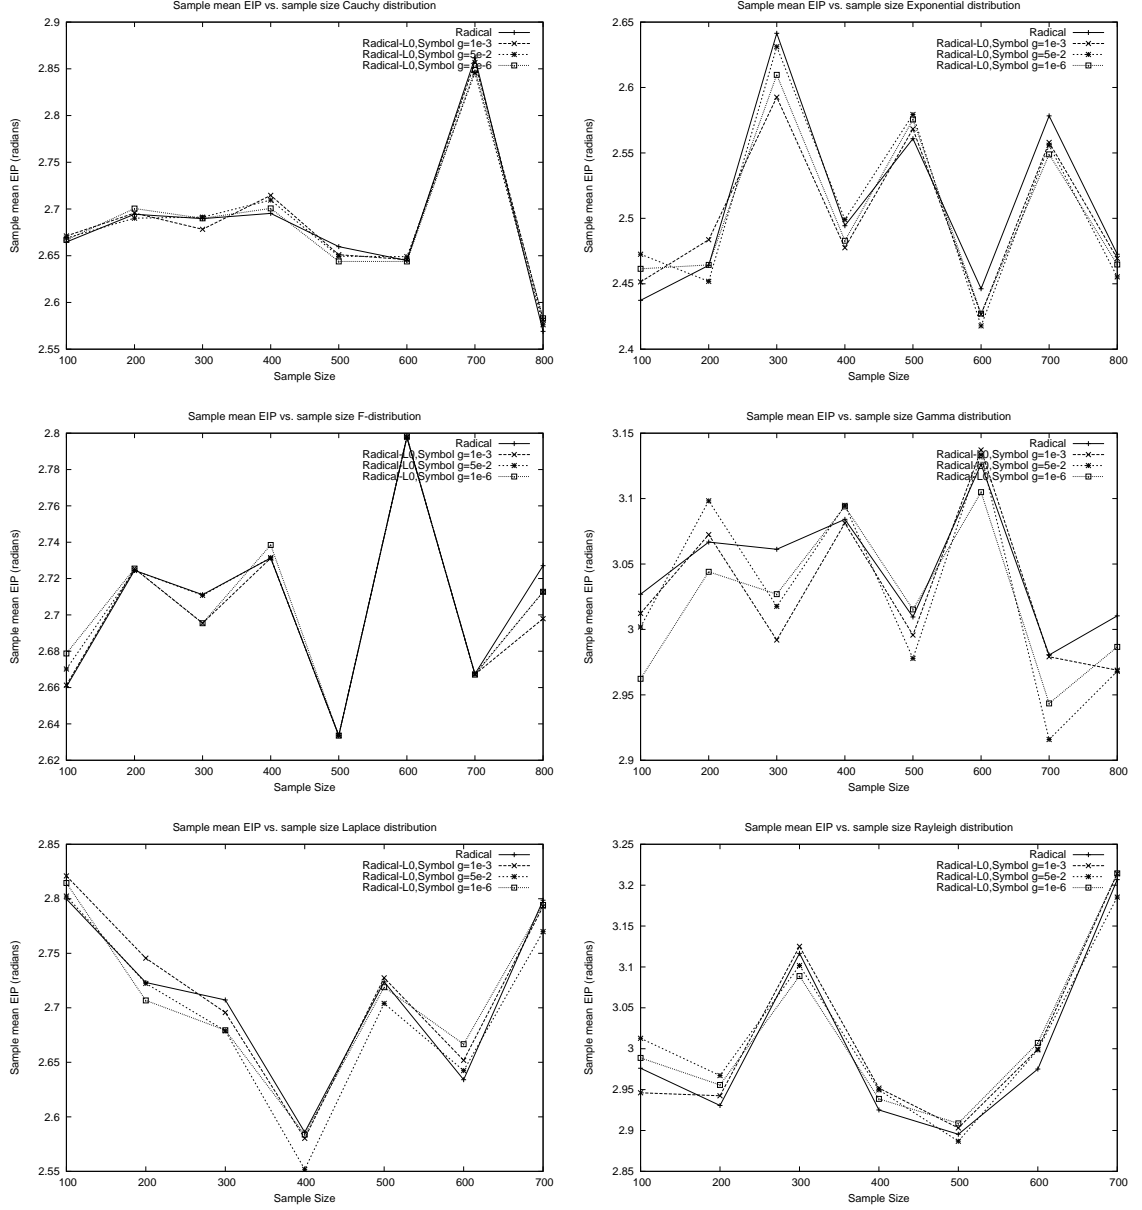 Sample mean EIP vs. sample size Cauchy distribution
Sample mean EIP (radians)
2.9
2.85
2.8
2.75
2.7
2.65
2.6
2.55
Radical
Radical-L0,Symbol g=1e-3
Radical-L0,Symbol g=5e-2
Radical-L0,Symbol g=1e-6
100 200 300 400 500 600 700 800
Sample Size
Sample mean EIP vs. sample size Exponential distribution
Sample mean EIP (radians)
2.65
2.6
2.55
2.5
2.45
2.4
Radical
Radical-L0,Symbol g=1e-3
Radical-L0,Symbol g=5e-2
Radical-L0,Symbol g=1e-6
100 200 300 400 500 600 700 800
Sample Size
Sample mean EIP vs. sample size F-distribution
Sample mean EIP (radians)
2.8
2.78
2.76
2.74
2.72
2.7
2.68
2.66
2.64
2.62
Radical
Radical-L0,Symbol g=1e-3
Radical-L0,Symbol g=5e-2
Radical-L0,Symbol g=1e-6
100 200 300 400 500 600 700 800
Sample Size
Sample mean EIP vs. sample size Gamma distribution
Sample mean EIP (radians)
3.15
3.1
3.05
3
2.95
2.9
Radical
Radical-L0,Symbol g=1e-3
Radical-L0,Symbol g=5e-2
Radical-L0,Symbol g=1e-6
100 200 300 400 500 600 700 800
Sample Size
Sample mean EIP vs. sample size Laplace distribution
Sample mean EIP (radians)
2.85
2.8
2.75
2.7
2.65
2.6
2.55
Radical
Radical-L0,Symbol g=1e-3
Radical-L0,Symbol g=5e-2
Radical-L0,Symbol g=1e-6
100 200 300 400 500 600 700
Sample Size
Sample mean EIP vs. sample size Rayleigh distribution
Sample mean EIP (radians)
3.25
3.2
3.15
3.1
3.05
3
2.95
2.9
2.85
Radical
Radical-L0,Symbol g=1e-3
Radical-L0,Symbol g=5e-2
Radical-L0,Symbol g=1e-6
100 200 300 400 500 600 700
Sample Size